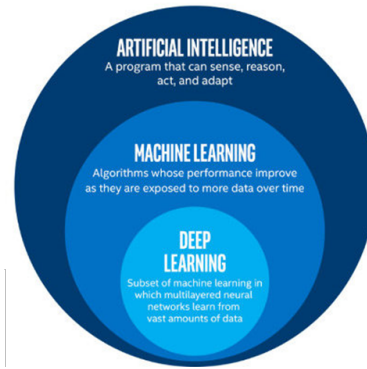 ARTIFICIAL INTELLIGENCE
A program that can sense, reason,
act, and adapt
MACHINE LEARNING
Algorithms whose performance improve
as they are exposed to more data over time
DEEP
LEARNING
Subset of machine learning in
which multilayered neural
networks learn from
vast amounts of data